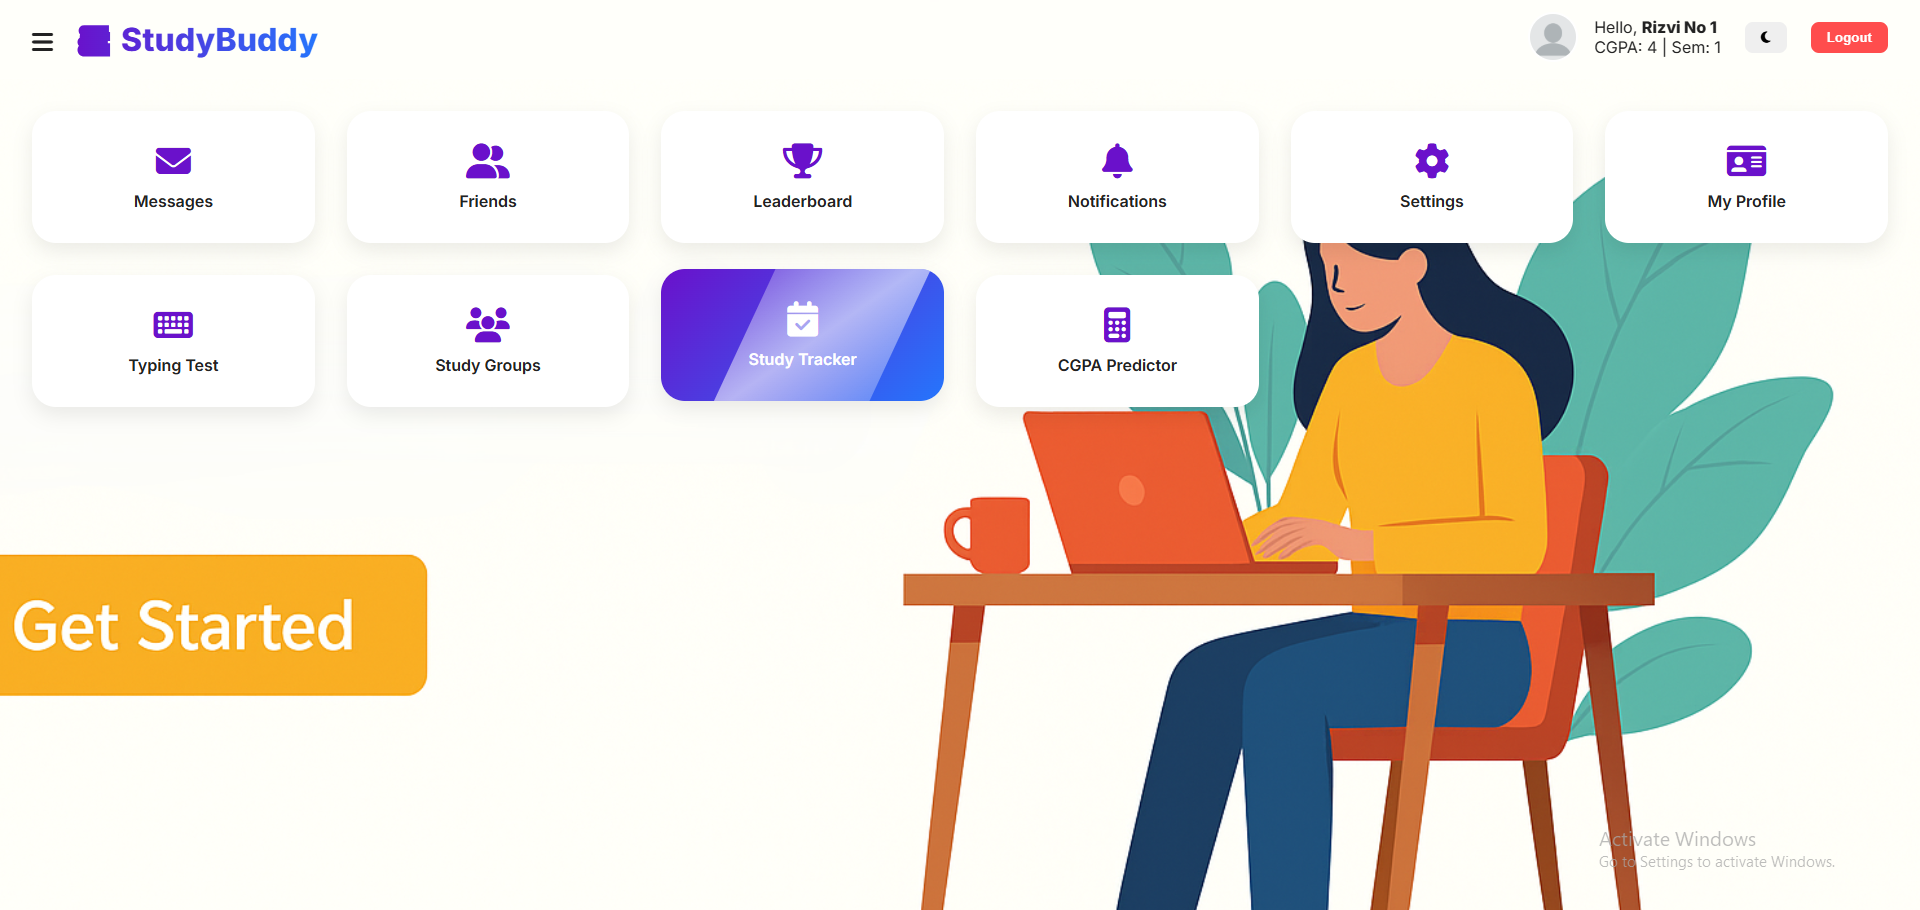 StudyBuddy
Hello, Rizvi No 1
CGPA: 4 | Sem: 1
Logout
Messages
Friends
Leaderboard
Notifications
Settings
My Profile
Typing Test
Study Groups
Study Tracker
CGPA Predictor
Get Started
Activate Windows
Go to Settings to activate Windows.